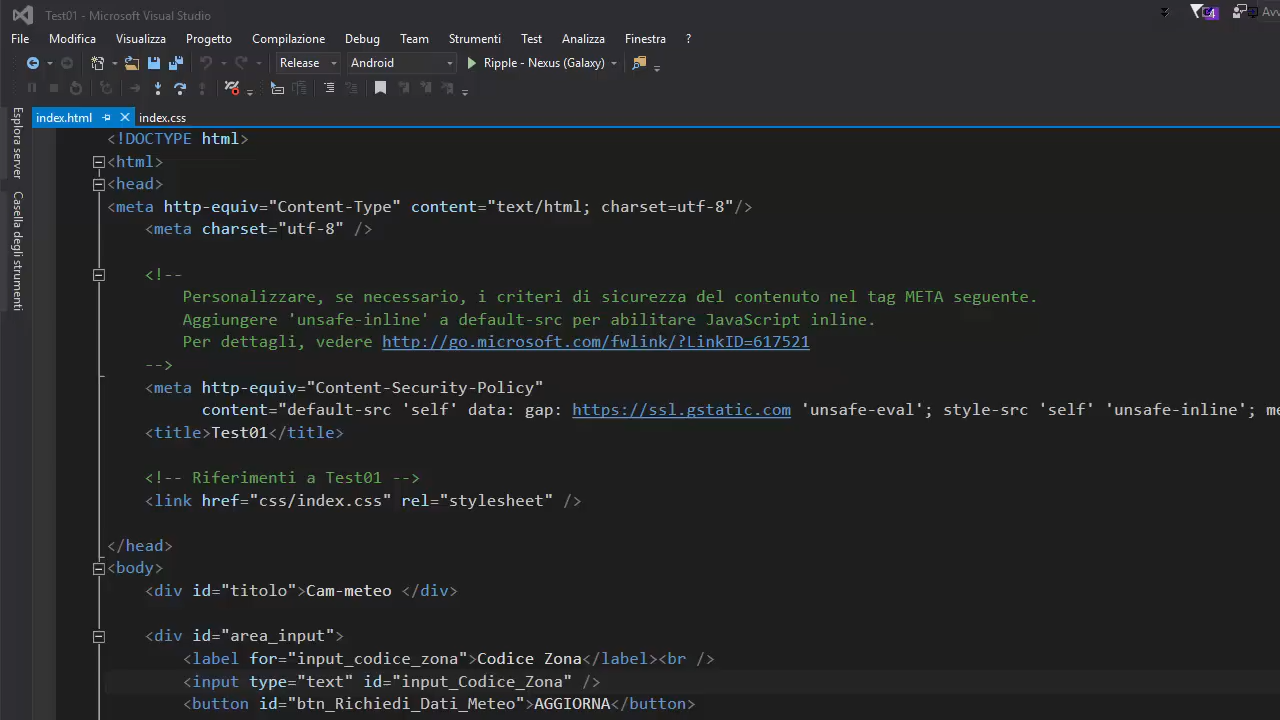 Test01 - Microsoft Visual Studio
4
File Modifica Visualizza Progetto Compilazione Debug Team Strumenti Test Analizza Finestra ?
Release Android Ripple - Nexus (Galaxy)
Esplora server
Casella degli strumenti
index.html index.css
<!DOCTYPE html>
<html>
<head>
<meta http-equiv="Content-Type" content="text/html; charset=utf-8"/>
<meta charset="utf-8" />
<!--
Personalizzare, se necessario, i criteri di sicurezza del contenuto nel tag META seguente.
Aggiungere 'unsafe-inline' a default-src per abilitare JavaScript inline.
Per dettagli, vedere http://go.microsoft.com/fwlink/?LinkID=617521
-->
<meta http-equiv="Content-Security-Policy"
content="default-src 'self' data: gap: https://ssl.gstatic.com 'unsafe-eval'; style-src 'self' 'unsafe-inline'; me
<title>Test01</title>
<!-- Riferimenti a Test01 -->
<link href="css/index.css" rel="stylesheet" />
</head>
<body>
<div id="titolo">Cam-meteo </div>
<div id="area_input">
<label for="input_codice_zona">Codice Zona</label><br />
<input type="text" id="input_Codice_Zona" />
<button id="btn_Richiedi_Dati_Meteo">AGGIORNA</button>